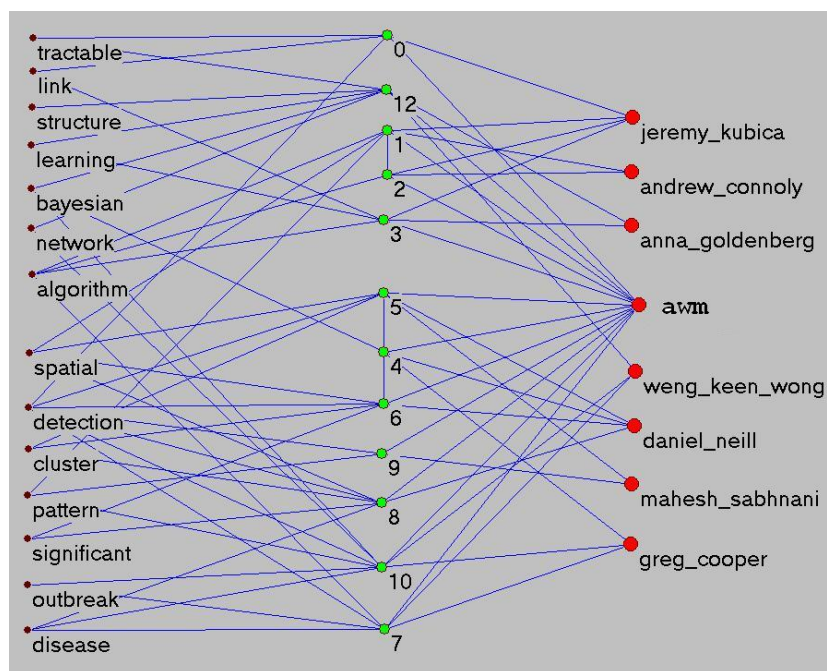 tractable
link
structure
learning
bayesian
network
algorithm
spatial
detection
cluster
pattern
significant
outbreak
disease
0
12
1
2
3
5
4
6
9
8
10
7
jeremy_kubica
andrew_connoly
anna_goldenberg
awm
weng_keen_wong
daniel_neill
mahesh_sabhnani
greg_cooper